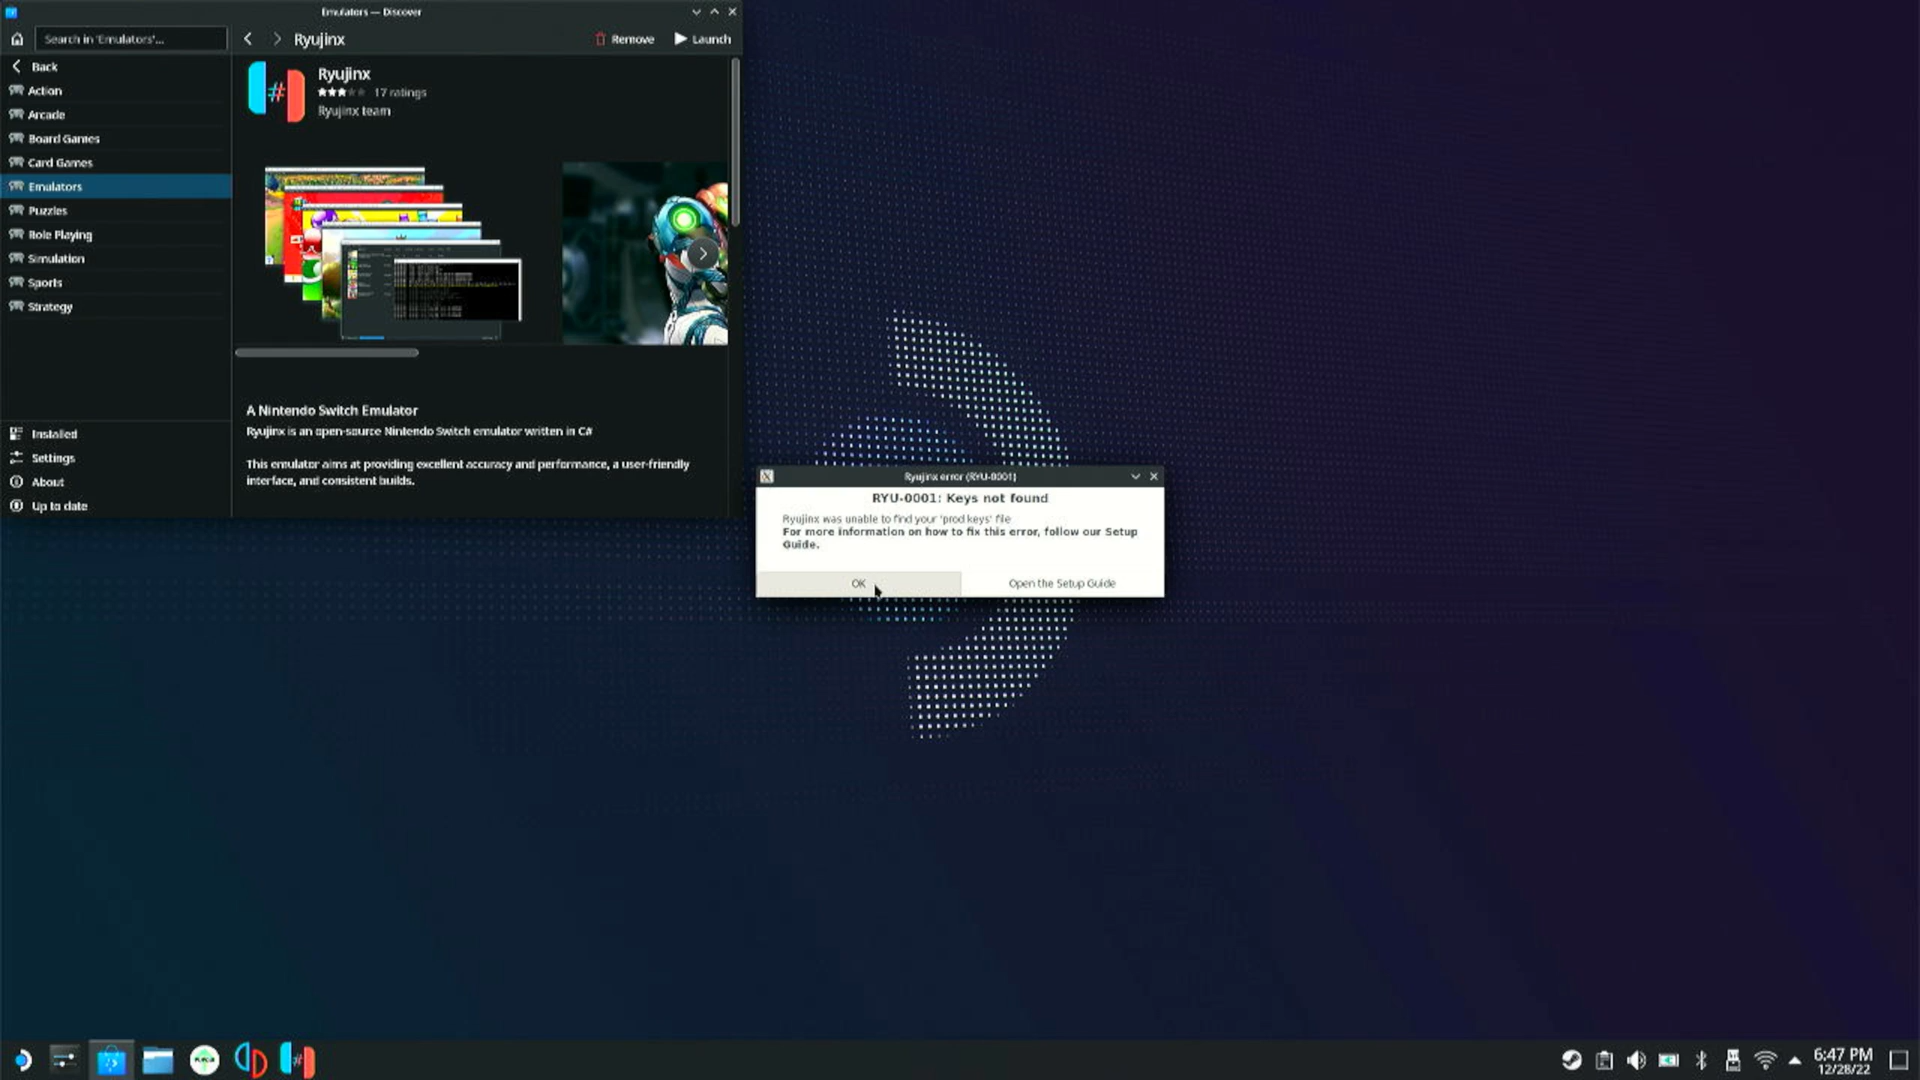 Emulators — Discover
Search in 'Emulators'...
Ryujinx
Remove
Launch
Back
Action
Arcade
Board Games
Card Games
Emulators
Puzzles
Role Playing
Simulation
Sports
Strategy
Installed
Settings
About
Up to date
Ryujinx
17 ratings
Ryujinx team
A Nintendo Switch Emulator
Ryujinx is an open-source Nintendo Switch emulator written in C#
This emulator aims at providing excellent accuracy and performance, a user-friendly
interface, and consistent builds.
Ryujinx error (RYU-0001)
RYU-0001: Keys not found
Ryujinx was unable to find your 'prod.keys' file
For more information on how to fix this error, follow our Setup
Guide.
OK
Open the Setup Guide
6:47 PM
12/28/22